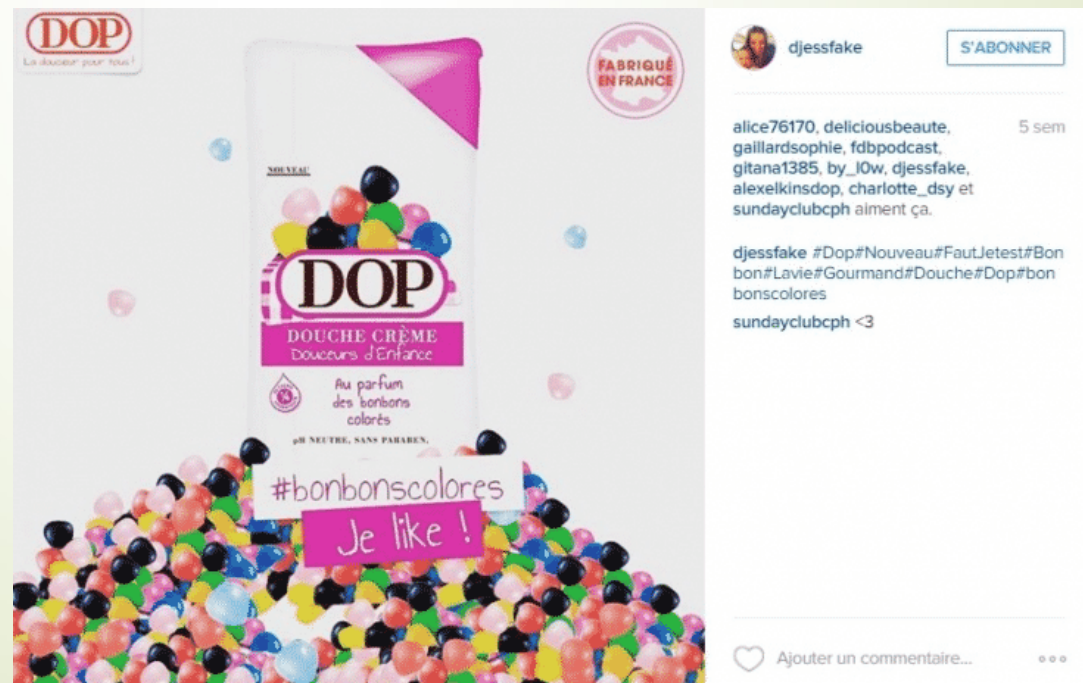 DOP
La douceur pour tous !
FABRIQUÉ
EN FRANCE
NOUVEAU
DOP
DOUCHE CRÈME
Douceurs d'Enfance
Au parfum
des bonbons
colorés
pH NEUTRE, SANS PARABEN.
#bonbonscolores
Je like !
djessfake
S'ABONNER
alice76170, deliciousbeaute,
5 sem
gaillardsophie, fdbpodcast,
gitana1385, by_l0w, djessfake,
alexelkinsdop, charlotte_dsy et
sundayclubcph aiment ça.
djessfake #Dop#Nouveau#FautJetest#Bon
bon#Lavie#Gourmand#Douche#Dop#bon
bonscolores
sundayclubcph <3
Ajouter un commentaire...